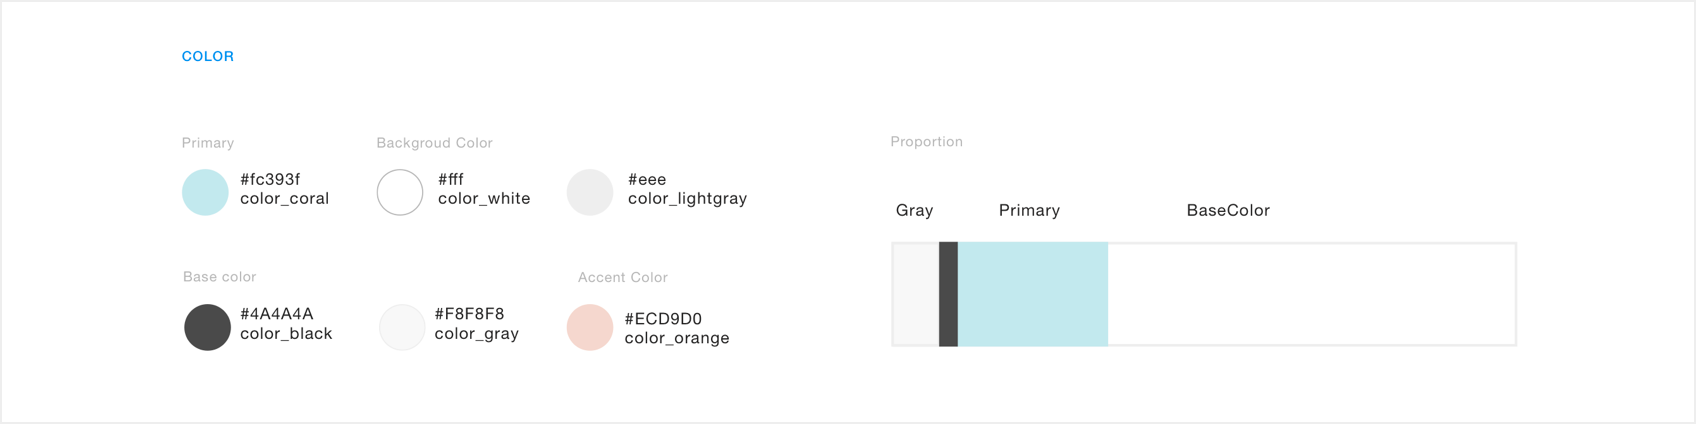 COLOR
Primary
#fc393f
color_coral
Backgroud Color
#fff
color_white
#eee
color_lightgray
Base color
#4A4A4A
color_black
#F8F8F8
color_gray
Accent Color
#ECD9D0
color_orange
Proportion
Gray
Primary
BaseColor